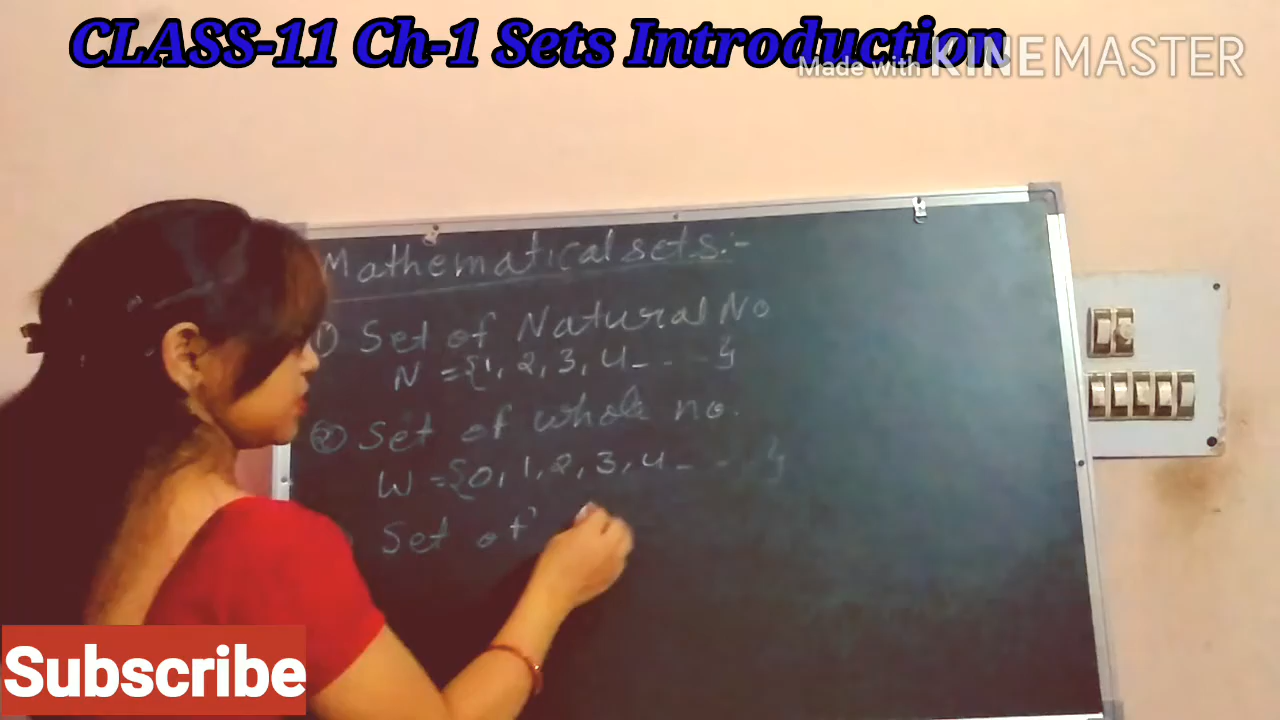 CLASS-11 Ch-1 Sets Introduction
Made with KINEMASTER
Mathematical sets:-
1) Set of Natural No
N = {1, 2, 3, 4 - - - }
2) Set of whole no.
W = {0, 1, 2, 3, 4 - - - }
Set of
Subscribe